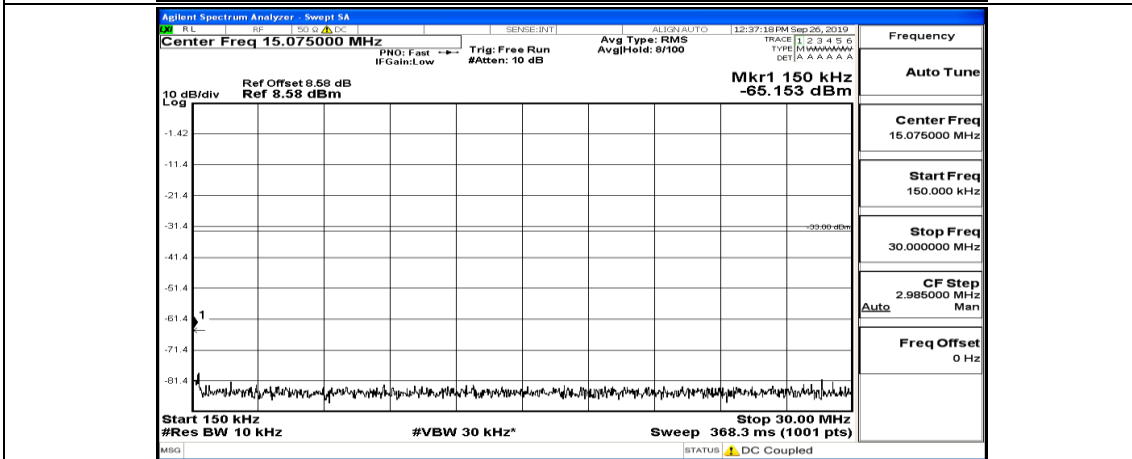 Agilent Spectrum Analyzer - Swept SA
RL RF 50 Ω DC SENSE:INT ALIGN AUTO 12:37:18 PM Sep 26, 2019
Center Freq 15.075000 MHz
PNO: Fast
IFGain:Low
Trig: Free Run
#Atten: 10 dB
Avg Type: RMS
Avg|Hold: 8/100
TRACE 1 2 3 4 5 6
TYPE M WWWWW
DET A A A A A A
Frequency
Auto Tune
Center Freq
15.075000 MHz
Start Freq
150.000 kHz
Stop Freq
30.000000 MHz
CF Step
2.985000 MHz
Auto Man
Freq Offset
0 Hz
Ref Offset 8.58 dB
10 dB/div Ref 8.58 dBm
Log
Mkr1 150 kHz
-65.153 dBm
-1.42
-11.4
-21.4
-31.4
-33.00 dBm
-41.4
-51.4
-61.4
1
-71.4
-81.4
Start 150 kHz Stop 30.00 MHz
#Res BW 10 kHz #VBW 30 kHz* Sweep 368.3 ms (1001 pts)
MSG STATUS DC Coupled